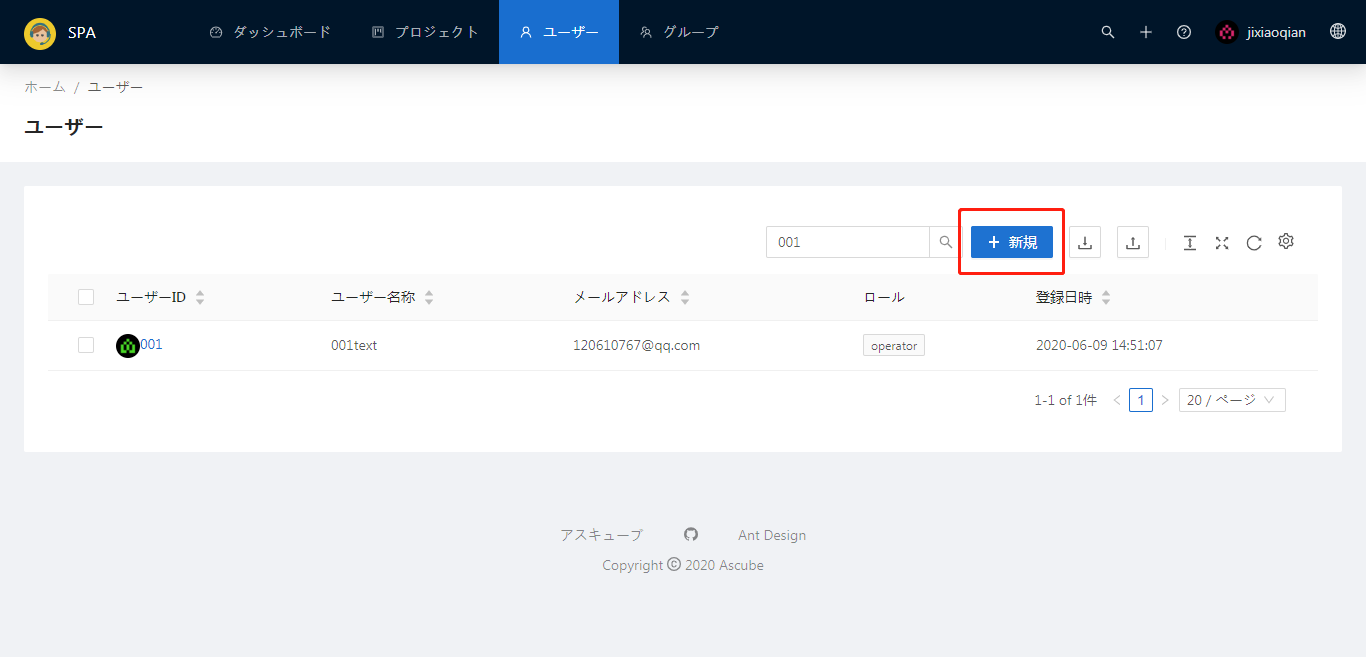 SPA ダッシュボード プロジェクト ユーザー グループ jixiaoqian
ホーム / ユーザー
ユーザー
001 新規
ユーザーID ユーザー名称 メールアドレス ロール 登録日時
001 001text 120610767@qq.com operator 2020-06-09 14:51:07
1-1 of 1件 1 20 / ページ
アスキューブ Ant Design
Copyright © 2020 Ascube